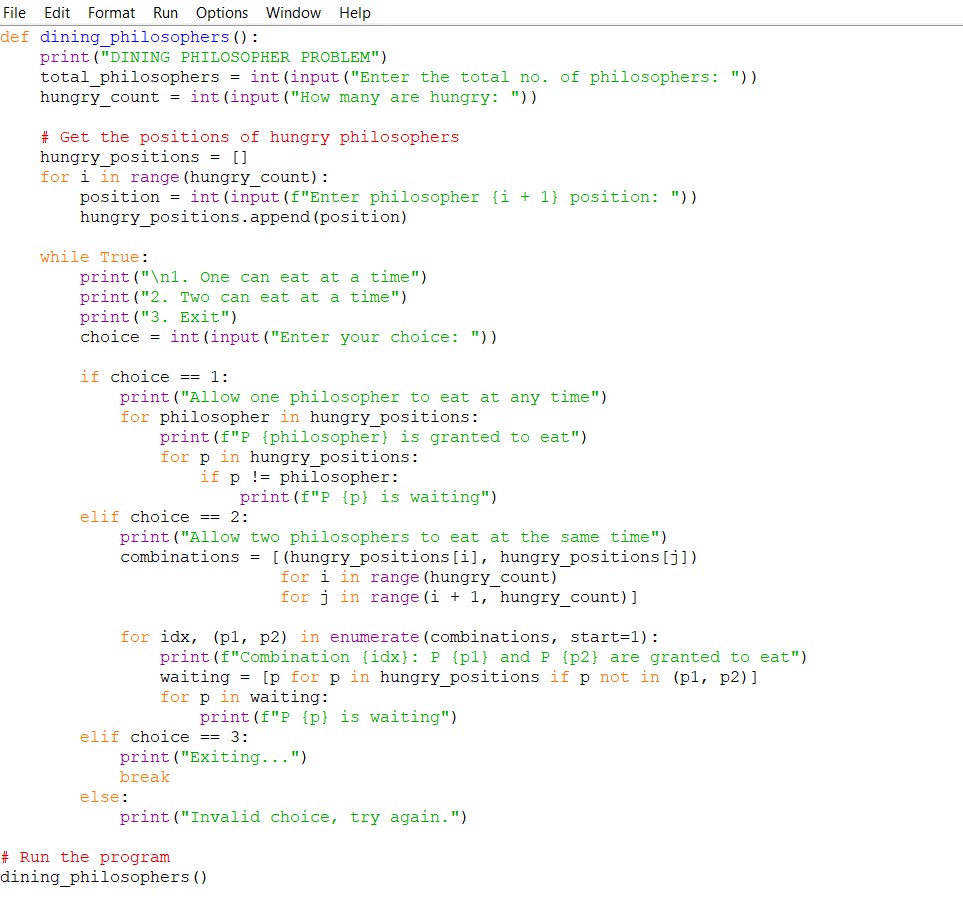 File Edit Format Run Options Window Help
def dining_philosophers():
    print("DINING PHILOSOPHER PROBLEM")
    total_philosophers = int(input("Enter the total no. of philosophers: "))
    hungry_count = int(input("How many are hungry: "))

    # Get the positions of hungry philosophers
    hungry_positions = []
    for i in range(hungry_count):
        position = int(input(f"Enter philosopher {i + 1} position: "))
        hungry_positions.append(position)

    while True:
        print("\n1. One can eat at a time")
        print("2. Two can eat at a time")
        print("3. Exit")
        choice = int(input("Enter your choice: "))

        if choice == 1:
            print("Allow one philosopher to eat at any time")
            for philosopher in hungry_positions:
                print(f"P {philosopher} is granted to eat")
                for p in hungry_positions:
                    if p != philosopher:
                        print(f"P {p} is waiting")
        elif choice == 2:
            print("Allow two philosophers to eat at the same time")
            combinations = [(hungry_positions[i], hungry_positions[j])
                            for i in range(hungry_count)
                            for j in range(i + 1, hungry_count)]

            for idx, (p1, p2) in enumerate(combinations, start=1):
                print(f"Combination {idx}: P {p1} and P {p2} are granted to eat")
                waiting = [p for p in hungry_positions if p not in (p1, p2)]
                for p in waiting:
                    print(f"P {p} is waiting")
        elif choice == 3:
            print("Exiting...")
            break
        else:
            print("Invalid choice, try again.")

# Run the program
dining_philosophers()